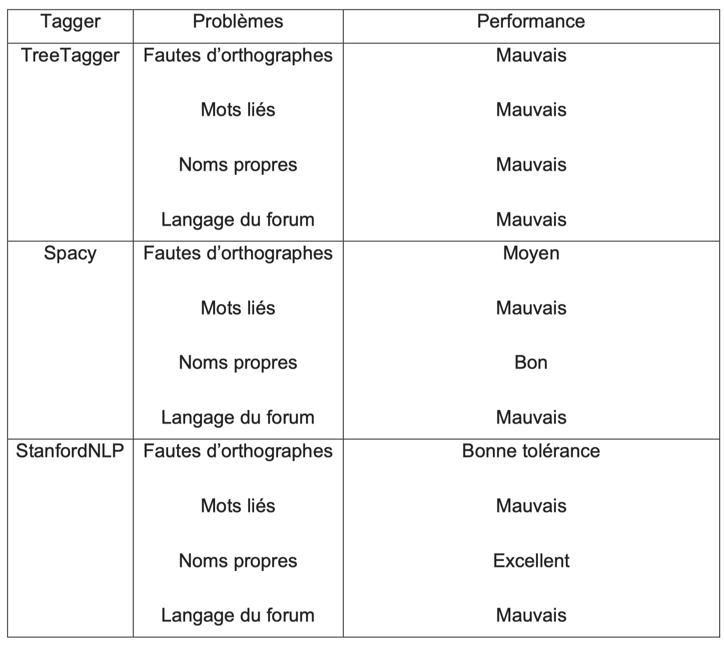 Tagger Problèmes Performance
TreeTagger Fautes d’orthographes Mauvais
Mots liés Mauvais
Noms propres Mauvais
Langage du forum Mauvais
Spacy Fautes d’orthographes Moyen
Mots liés Mauvais
Noms propres Bon
Langage du forum Mauvais
StanfordNLP Fautes d’orthographes Bonne tolérance
Mots liés Mauvais
Noms propres Excellent
Langage du forum Mauvais